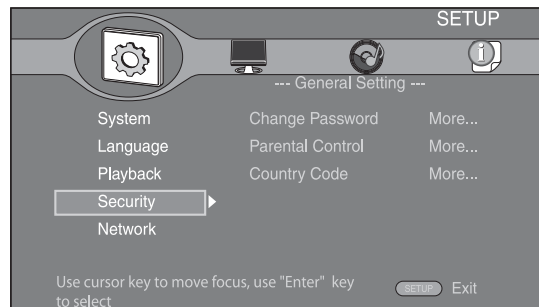 SETUP
--- General Setting ---
System Change Password More...
Language Parental Control More...
Playback Country Code More...
Security
Network
Use cursor key to move focus, use "Enter" key
to select
SETUP Exit